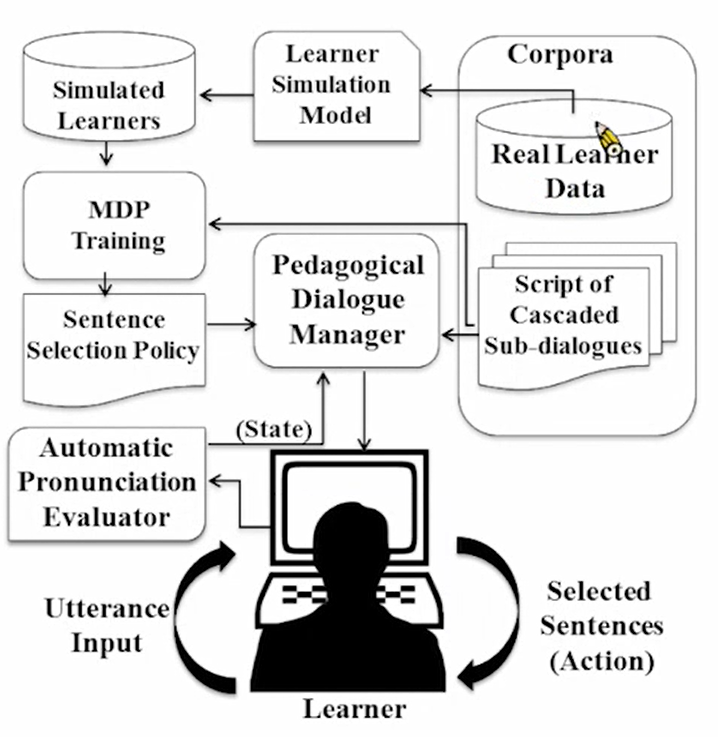 Simulated
Learners
Learner
Simulation
Model
Corpora
Real Learner
Data
MDP
Training
Pedagogical
Dialogue
Manager
Script of
Cascaded
Sub-dialogues
Sentence
Selection Policy
(State)
Automatic
Pronunciation
Evaluator
Utterance
Input
Selected
Sentences
(Action)
Learner